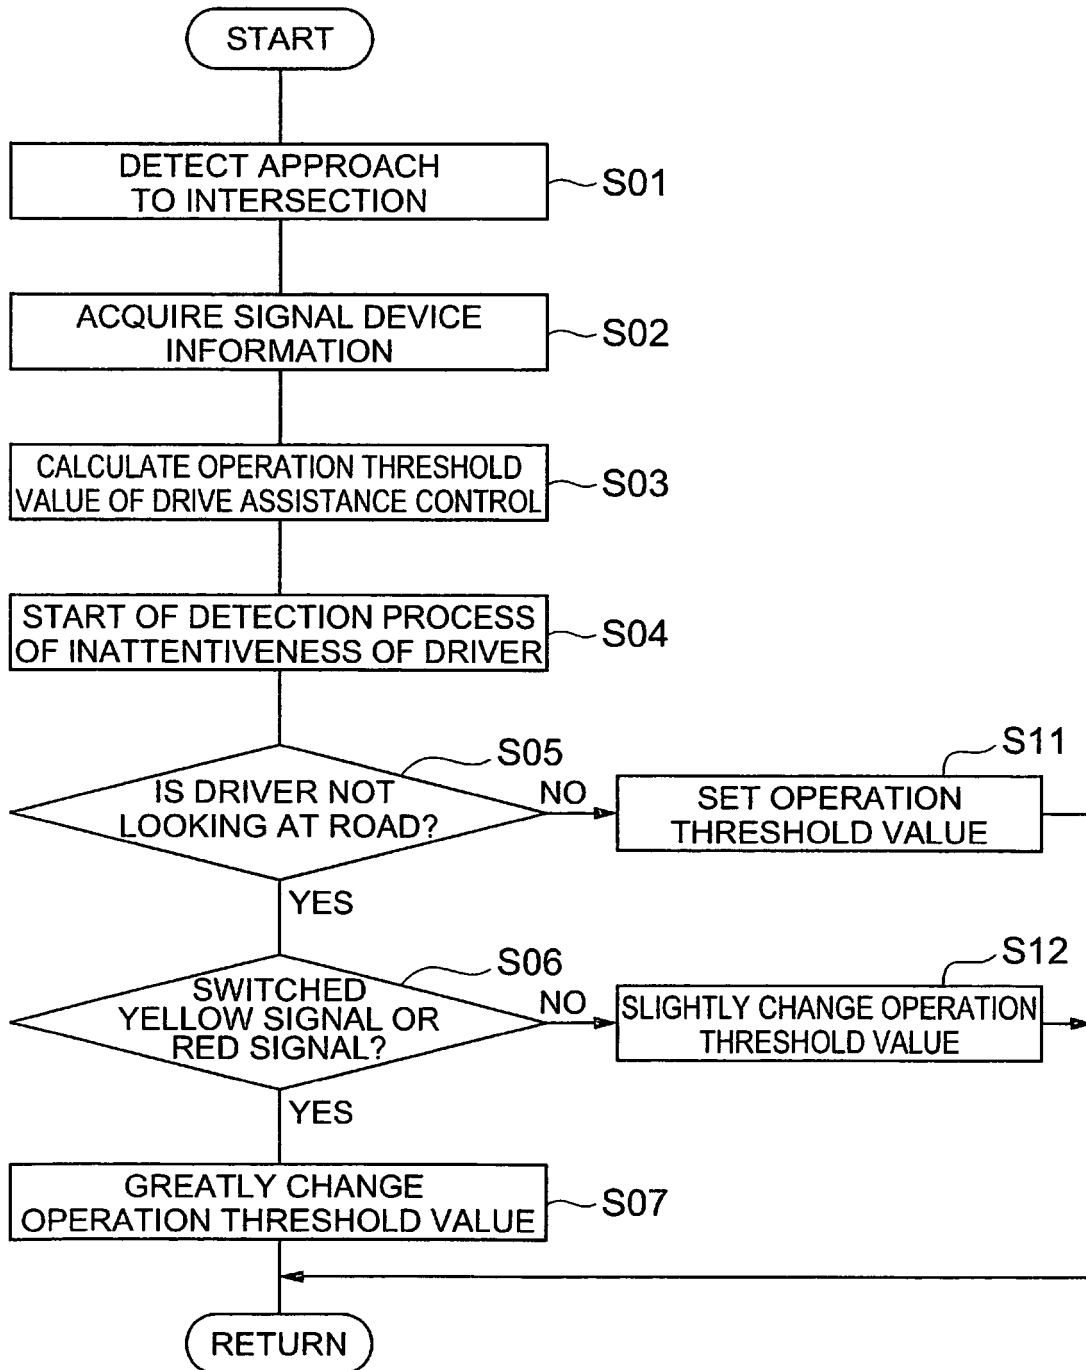 START
DETECT APPROACH
TO INTERSECTION
S01
ACQUIRE SIGNAL DEVICE
INFORMATION
S02
CALCULATE OPERATION THRESHOLD
VALUE OF DRIVE ASSISTANCE CONTROL
S03
START OF DETECTION PROCESS
OF INATTENTIVENESS OF DRIVER
S04
IS DRIVER NOT
LOOKING AT ROAD?
S05
NO
SET OPERATION
THRESHOLD VALUE
S11
YES
SWITCHED
YELLOW SIGNAL OR
RED SIGNAL?
S06
NO
SLIGHTLY CHANGE OPERATION
THRESHOLD VALUE
S12
YES
GREATLY CHANGE
OPERATION THRESHOLD VALUE
S07
RETURN